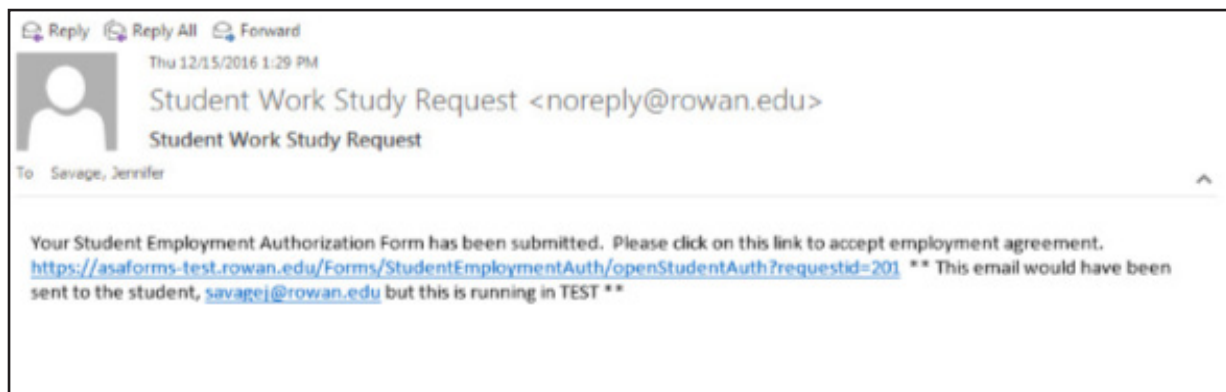 Reply Reply All Forward
Thu 12/15/2016 1:29 PM
Student Work Study Request <noreply@rowan.edu>
Student Work Study Request
To Savage, Jennifer
Your Student Employment Authorization Form has been submitted. Please click on this link to accept employment agreement.
https://asaforms-test.rowan.edu/Forms/StudentEmploymentAuth/openStudentAuth?requestid=201 ** This email would have been
sent to the student, savagej@rowan.edu but this is running in TEST **